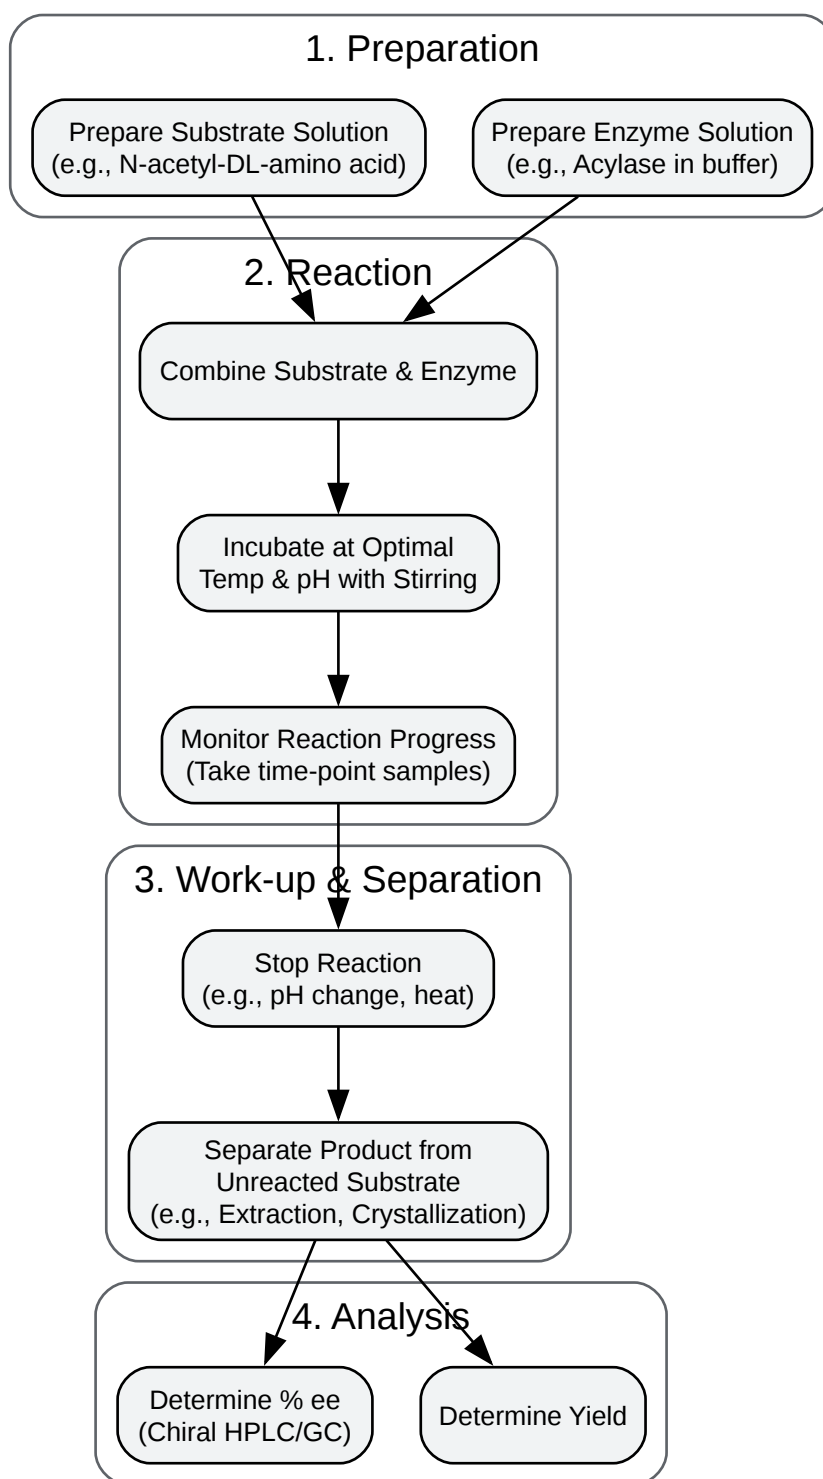 1. Preparation
Prepare Substrate Solution
(e.g., N-acetyl-DL-amino acid)
Prepare Enzyme Solution
(e.g., Acylase in buffer)
2. Reaction
Combine Substrate & Enzyme
Incubate at Optimal
Temp & pH with Stirring
Monitor Reaction Progress
(Take time-point samples)
3. Work-up & Separation
Stop Reaction
(e.g., pH change, heat)
Separate Product from
Unreacted Substrate
(e.g., Extraction, Crystallization)
4. Analysis
Determine % ee
(Chiral HPLC/GC)
Determine Yield